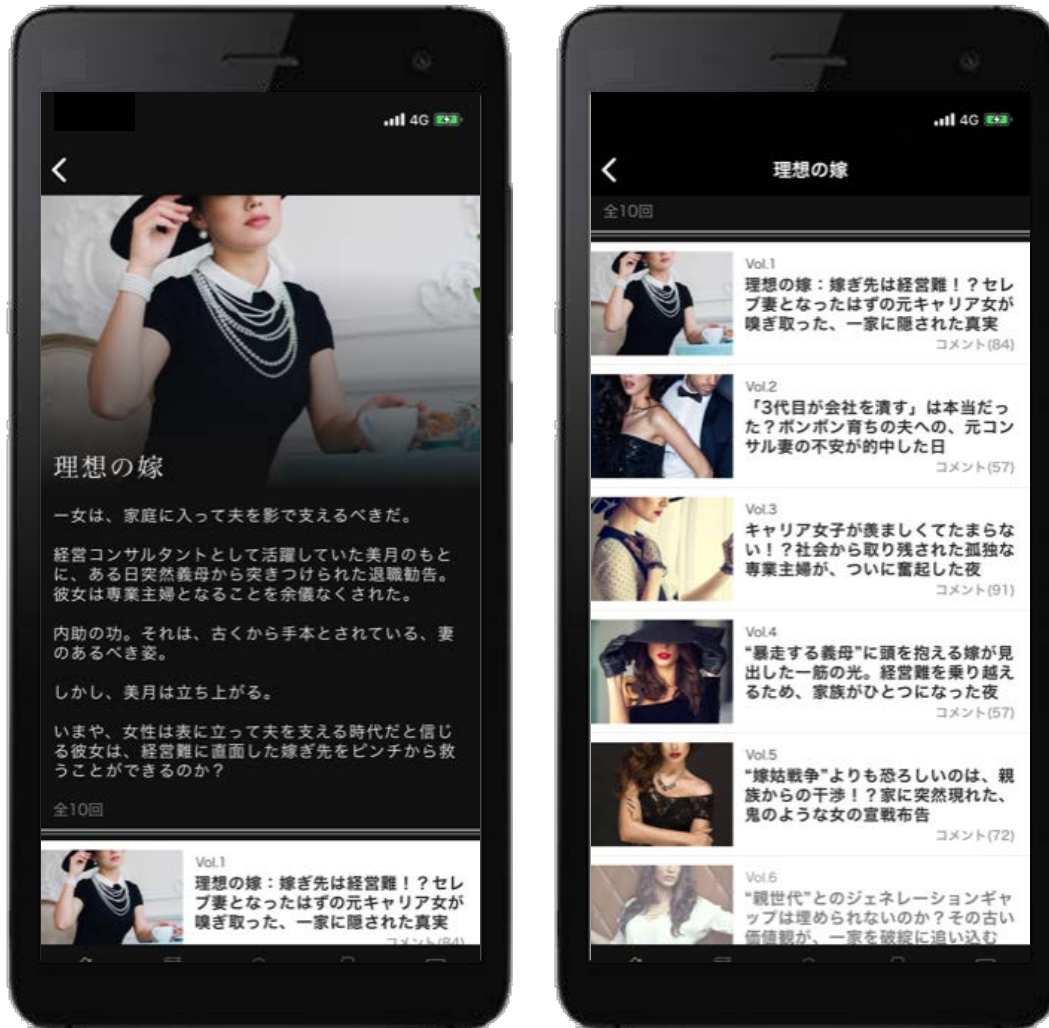 4G
理想の嫁
一女は、家庭に入って夫を影で支えるべきだ。
経営コンサルタントとして活躍していた美月のもと
に、ある日突然義母から突きつけられた退職勧告。
彼女は専業主婦となることを余儀なくされた。
内助の功。それは、古くから手本とされている、妻
のあるべき姿。
しかし、美月は立ち上がる。
いまや、女性は表に立って夫を支える時代だと信じ
る彼女は、経営難に直面した嫁ぎ先をピンチから救
うことができるのか？
全10回
Vol.1
理想の嫁：嫁ぎ先は経営難！？セレ
ブ妻となったはずの元キャリア女が
嗅ぎ取った、一家に隠された真実
コメント(84)
4G
理想の嫁
全10回
Vol.1
理想の嫁：嫁ぎ先は経営難！？セレ
ブ妻となったはずの元キャリア女が
嗅ぎ取った、一家に隠された真実
コメント(84)
Vol.2
「3代目が会社を潰す」は本当だっ
た？ボンボン育ちの夫への、元コン
サル妻の不安が的中した日
コメント(57)
Vol.3
キャリア女子が羨ましくてたまらな
い！？社会から取り残された孤独な
専業主婦が、ついに奮起した夜
コメント(91)
Vol.4
“暴走する義母”に頭を抱える嫁が見
出した一筋の光。経営難を乗り越え
るため、家族がひとつになった夜
コメント(57)
Vol.5
“嫁姑戦争”よりも恐ろしいのは、親
族からの干渉！？家に突然現れた、
鬼のような女の宣戦布告
コメント(72)
Vol.6
“親世代”とのジェネレーションギャ
ップは埋められないのか？その古い
価値観が、一家を破綻に追い込む